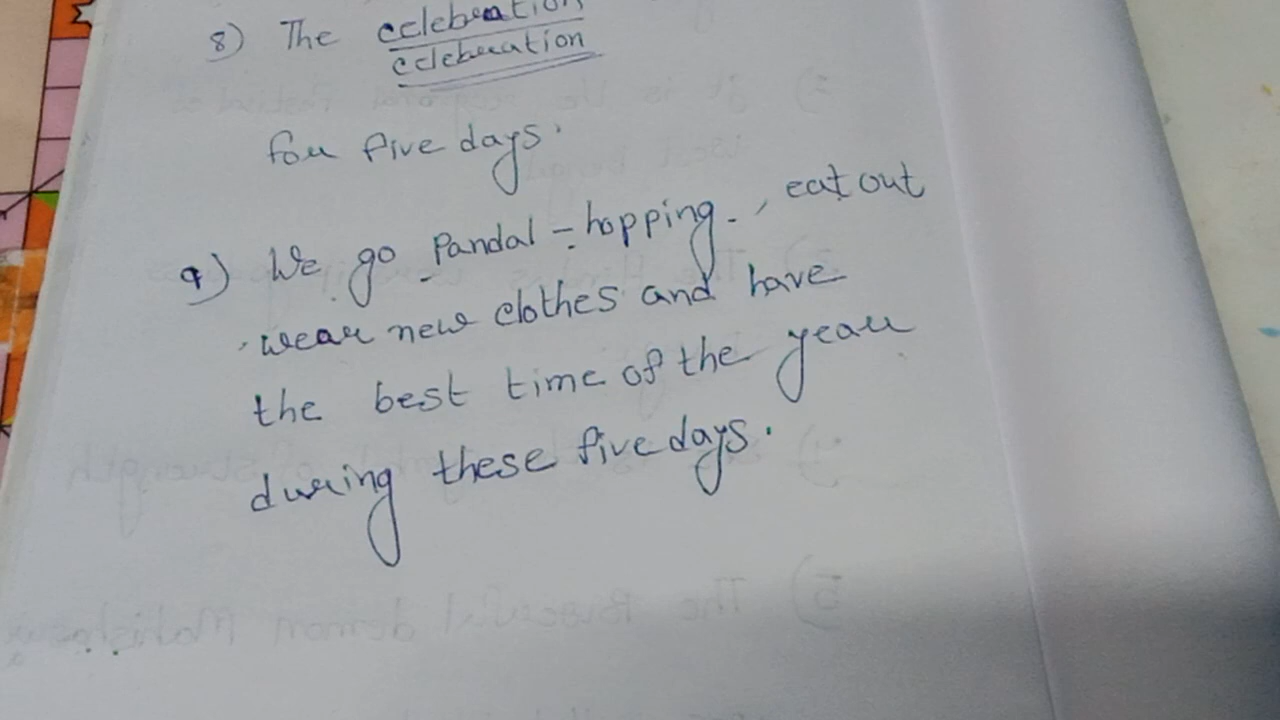 8) The celebration
celebration
for five days.
9) We go Pandal-hopping, eat out
wear new clothes and have
the best time of the year
during these five days.